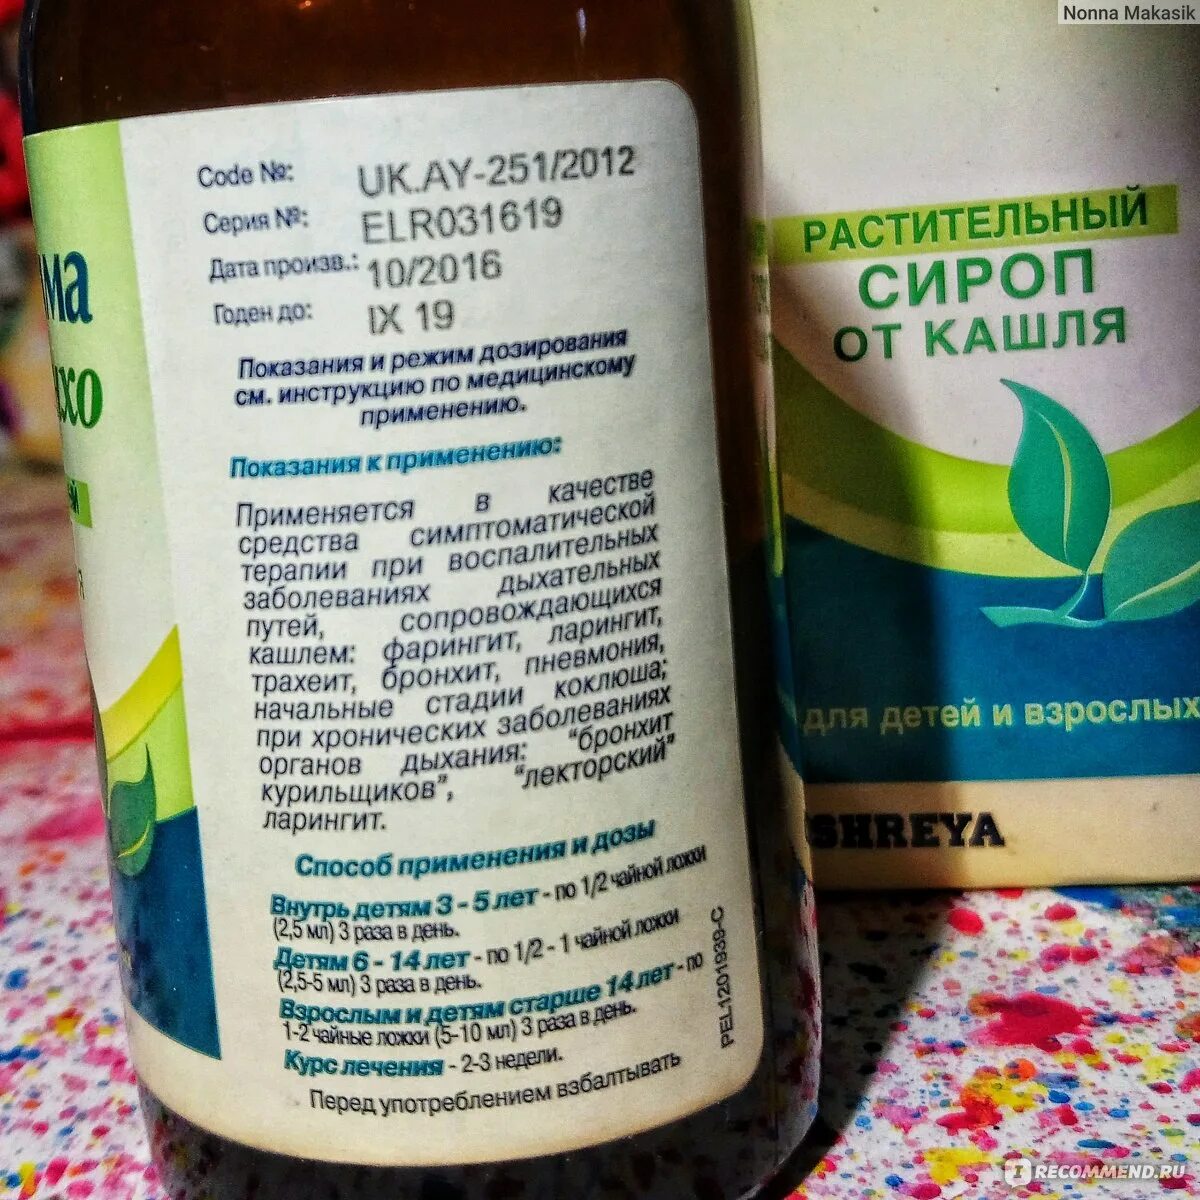 Nonna Makasik
ма
хо
Code №: UK.AY-251/2012
Серия №: ELR031619
Дата произв.: 10/2016
Годен до: IX 19
Показания и режим дозирования
см. инструкцию по медицинскому
применению.
Показания к применению:
Применяется в качестве
средства симптоматической
терапии при воспалительных
заболеваниях дыхательных
путей, сопровождающихся
кашлем: фарингит, ларингит,
трахеит, бронхит, пневмония,
начальные стадии коклюша;
при хронических заболеваниях
органов дыхания: "бронхит
курильщиков", "лекторский"
ларингит.
Способ применения и дозы
Внутрь детям 3 - 5 лет - по 1/2 чайной ложки
(2,5 мл) 3 раза в день.
Детям 6 - 14 лет - по 1/2 - 1 чайной ложки
(2,5-5 мл) 3 раза в день.
Взрослым и детям старше 14 лет - по
1-2 чайные ложки (5-10 мл) 3 раза в день.
Курс лечения - 2-3 недели.
Перед употреблением взбалтывать
PEL1201939-C
РАСТИТЕЛЬНЫЙ
СИРОП
ОТ КАШЛЯ
для детей и взрослых
SHREYA
IRECOMMEND.RU